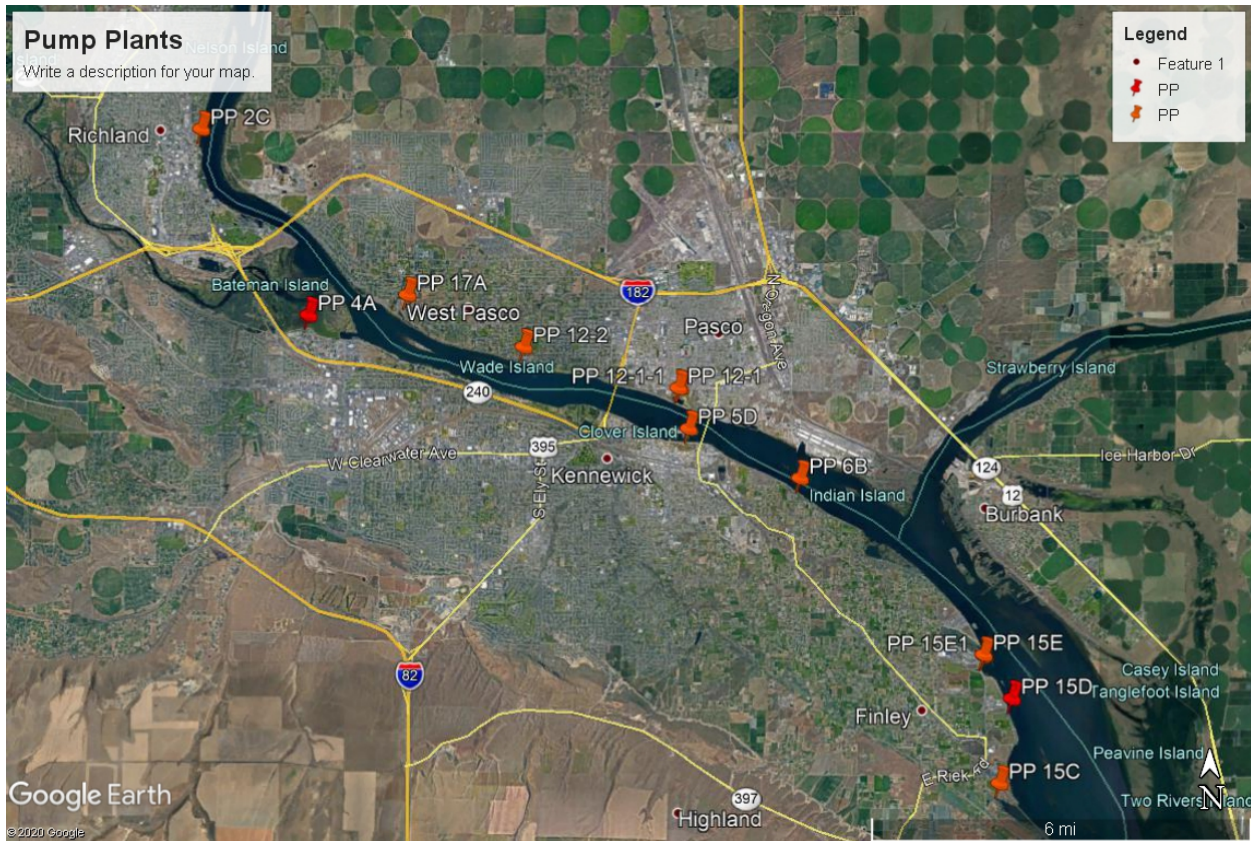 Pump Plants
Write a description for your map.
Legend
Feature 1
PP
PP
Nelson Island
Island
Richland
PP 2C
Bateman Island
PP 4A
PP 17A
West Pasco
182
N Oregon Ave
Pasco
PP 12-2
Wade Island
PP 12-1-1
PP 12-1
240
Strawberry Island
PP 5D
Clover Island
395
W Clearwater Ave
Kennewick
S Ely St
PP 6B
Indian Island
124
Ice Harbor Dr
12
Burbank
PP 15E1
PP 15E
82
Casey Island
PP 15D
Tanglefoot Island
Finley
Peavine Island
E Riek Rd
PP 15C
N
Google Earth
397
Two Rivers Island
Highland
© 2020 Google
6 mi